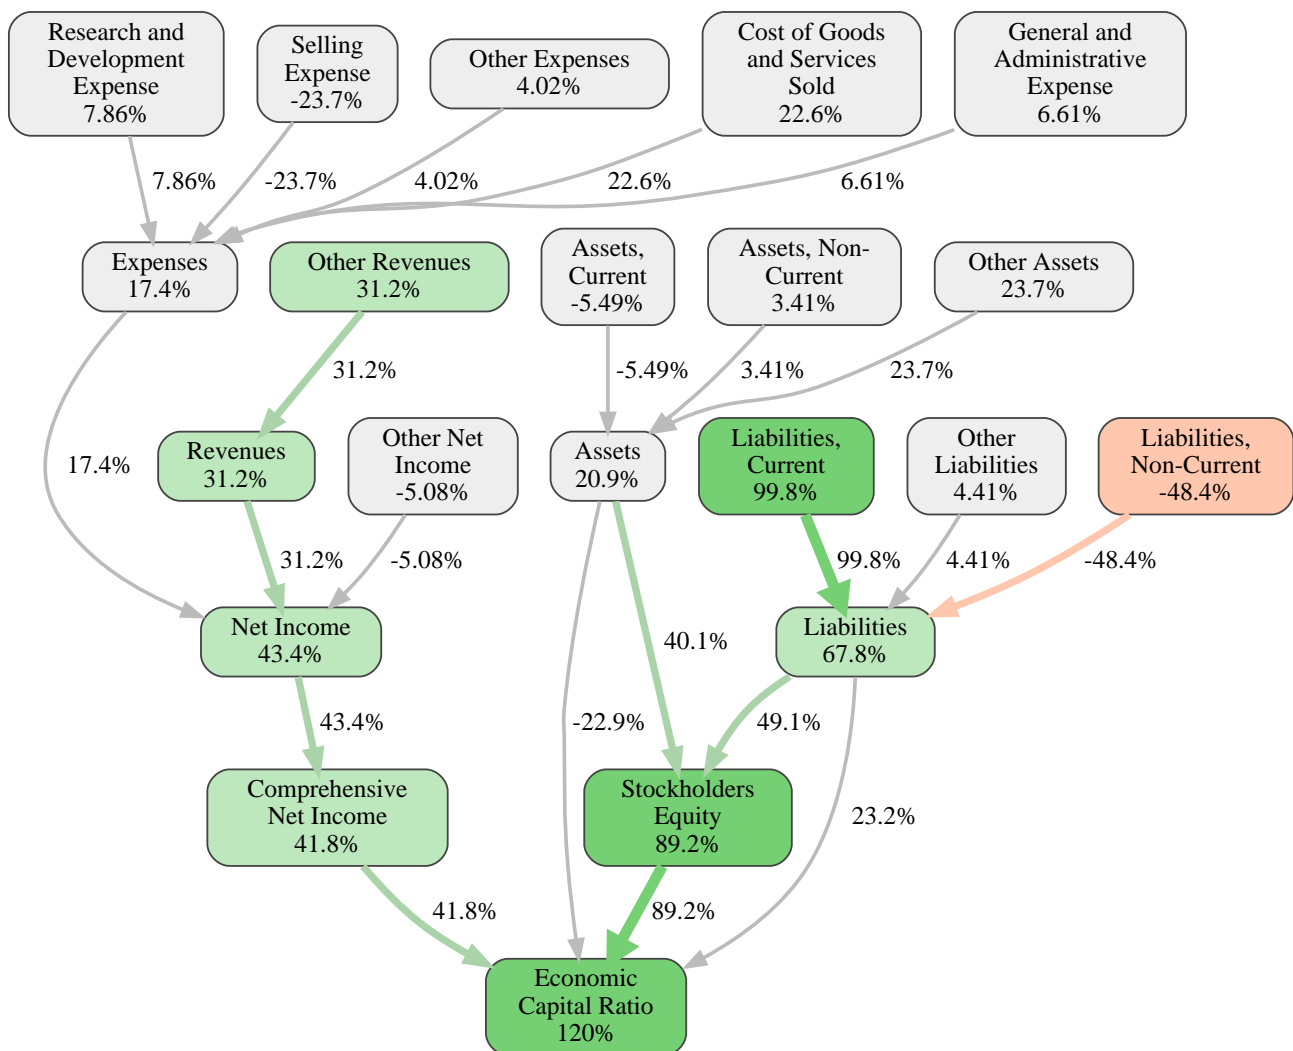 Research and
Development
Expense
7.86%
Selling
Expense
-23.7%
Other Expenses
4.02%
Cost of Goods
and Services
Sold
22.6%
General and
Administrative
Expense
6.61%
7.86%
-23.7%
4.02%
22.6%
6.61%
Expenses
17.4%
Other Revenues
31.2%
Assets,
Current
-5.49%
Assets, Non-
Current
3.41%
Other Assets
23.7%
31.2%
-5.49%
3.41%
23.7%
17.4%
Revenues
31.2%
Other Net
Income
-5.08%
Assets
20.9%
Liabilities,
Current
99.8%
Other
Liabilities
4.41%
Liabilities,
Non-Current
-48.4%
31.2%
-5.08%
99.8%
4.41%
-48.4%
Net Income
43.4%
40.1%
Liabilities
67.8%
43.4%
-22.9%
49.1%
Comprehensive
Net Income
41.8%
Stockholders
Equity
89.2%
23.2%
41.8%
89.2%
Economic
Capital Ratio
120%